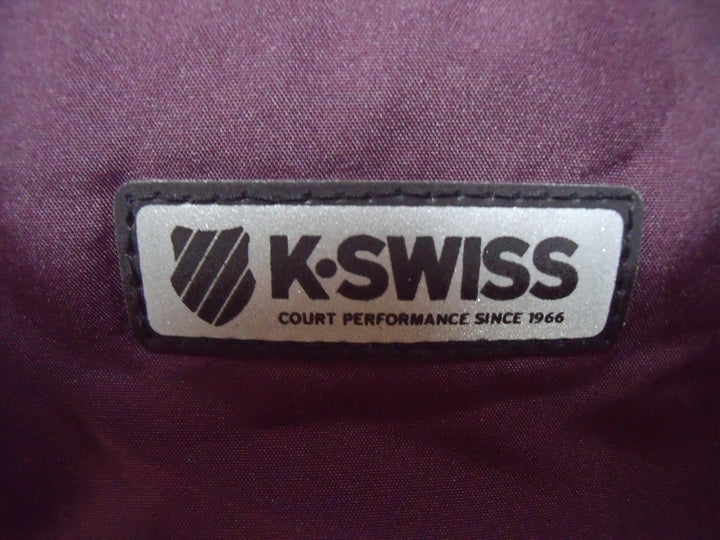 K·SWISS
COURT PERFORMANCE SINCE 1966